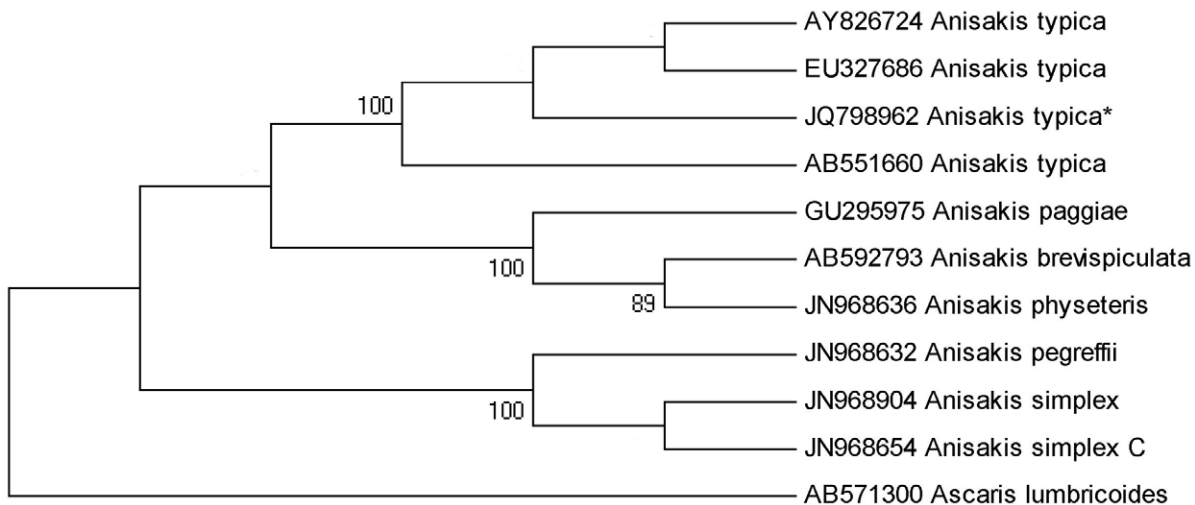 AY826724 Anisakis typica
EU327686 Anisakis typica
100
JQ798962 Anisakis typica*
AB551660 Anisakis typica
GU295975 Anisakis paggiae
AB592793 Anisakis brevispiculata
100
89
JN968636 Anisakis physeteris
JN968632 Anisakis pegreffii
JN968904 Anisakis simplex
100
JN968654 Anisakis simplex C
AB571300 Ascaris lumbricoides